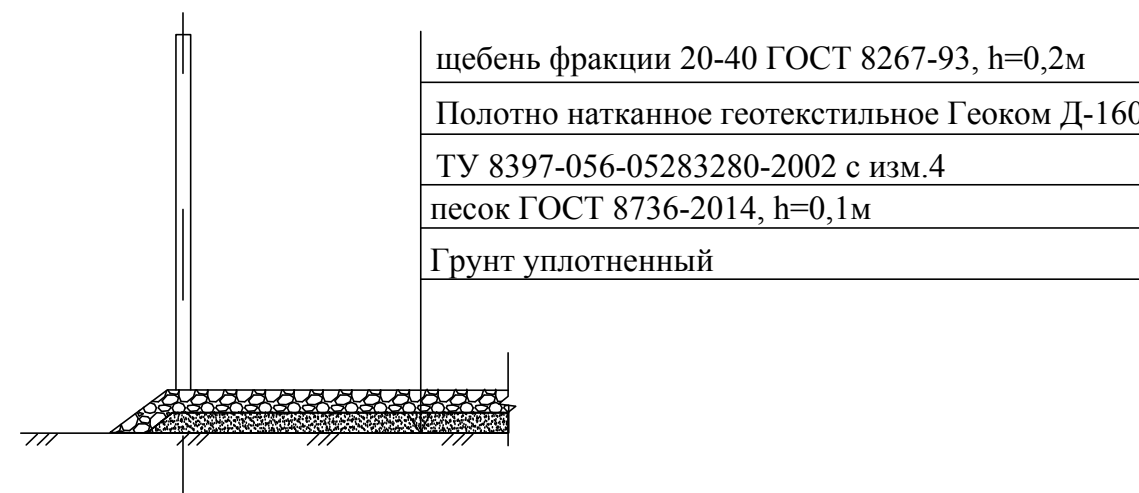 щебень фракции 20-40 ГОСТ 8267-93, h=0,2м
Полотно натканное геотекстильное Геоком Д-160
ТУ 8397-056-05283280-2002 с изм.4
песок ГОСТ 8736-2014, h=0,1м
Грунт уплотненный